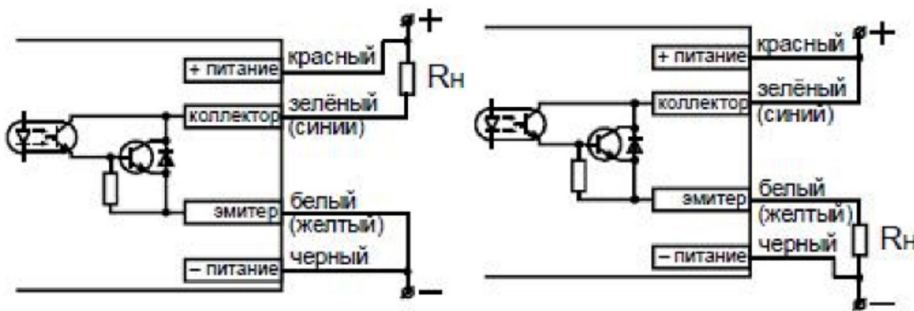 +
красный
+ питание
Rн
зелёный
коллектор
(синий)
белый
эмитер
(желтый)
черный
– питание
–
+
красный
+ питание
зелёный
коллектор
(синий)
белый
эмитер
(желтый)
Rн
черный
– питание
–